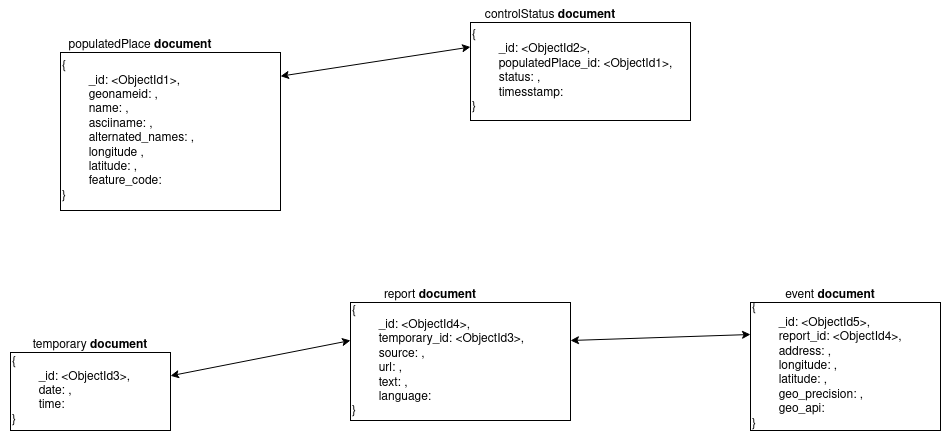 controlStatus document
{
_id: <ObjectId2>,
populatedPlace_id: <ObjectId1>,
status: ,
timesstamp:
}
populatedPlace document
{
_id: <ObjectId1>,
geonameid: ,
name: ,
asciiname: ,
alternated_names: ,
longitude ,
latitude: ,
feature_code:
}
temporary document
{
_id: <ObjectId3>,
date: ,
time:
}
report document
{
_id: <ObjectId4>,
temporary_id: <ObjectId3>,
source: ,
url: ,
text: ,
language:
}
event document
{
_id: <ObjectId5>,
report_id: <ObjectId4>,
address: ,
longitude: ,
latitude: ,
geo_precision: ,
geo_api:
}